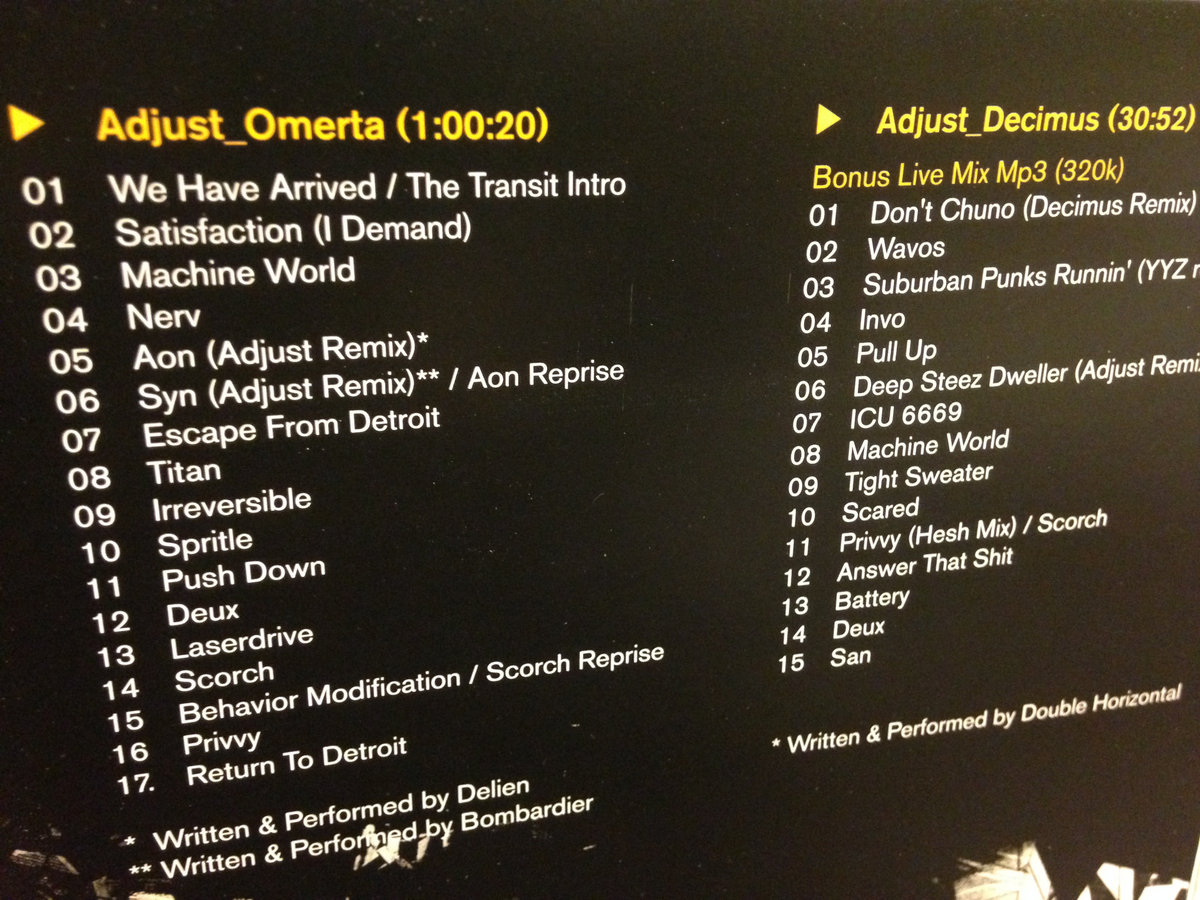 Adjust_Omerta (1:00:20)
01 We Have Arrived / The Transit Intro
02 Satisfaction (I Demand)
03 Machine World
04 Nerv
05 Aon (Adjust Remix)*
06 Syn (Adjust Remix)** / Aon Reprise
07 Escape From Detroit
08 Titan
09 Irreversible
10 Spritle
11 Push Down
12 Deux
13 Laserdrive
14 Scorch
15 Behavior Modification / Scorch Reprise
16 Privvy
17. Return To Detroit
* Written & Performed by Delien
** Written & Performed by Bombardier
Adjust_Decimus (30:52)
Bonus Live Mix Mp3 (320k)
01 Don't Chuno (Decimus Remix)
02 Wavos
03 Suburban Punks Runnin' (YYZ
04 Invo
05 Pull Up
06 Deep Steez Dweller (Adjust
07 ICU 6669
08 Machine World
09 Tight Sweater
10 Scared
11 Privvy (Hesh Mix) / Scorch
12 Answer That Shit
13 Battery
14 Deux
15 San
* Written & Performed by Double Horizontal